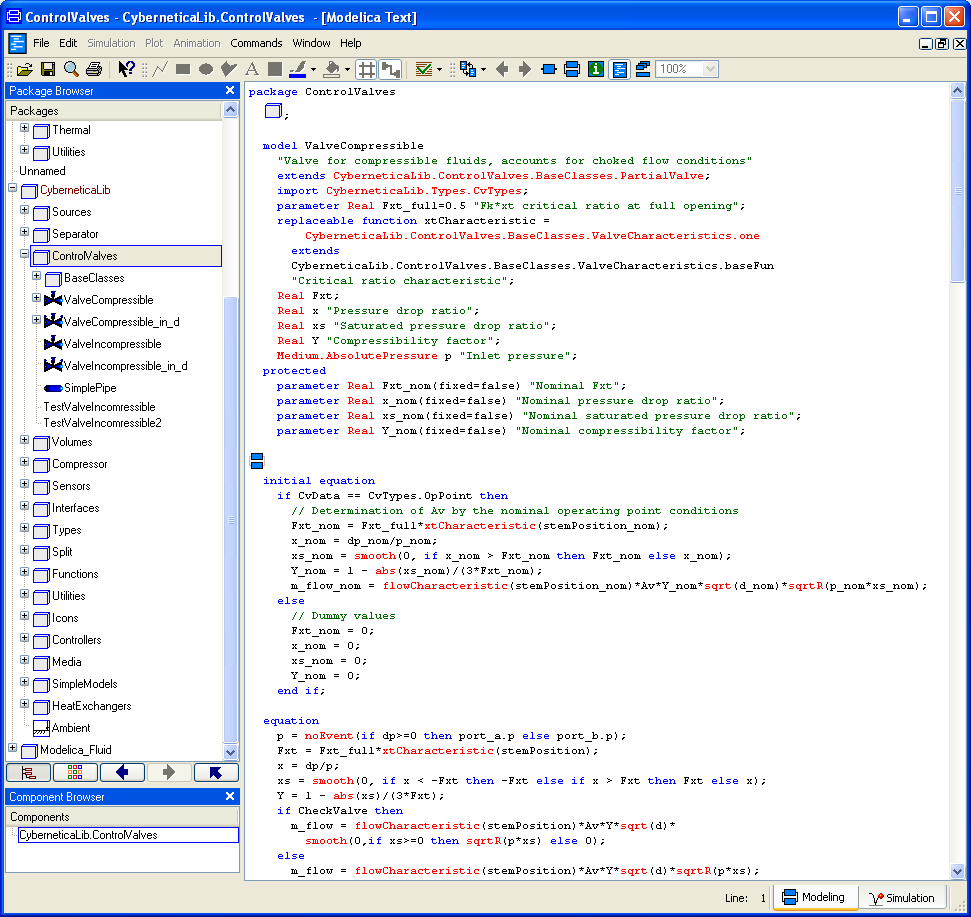 ControlValves - CyberneticaLib.ControlValves - [Modelica Text]
File Edit Simulation Plot Animation Commands Window Help
100%
Package Browser
Packages
Thermal
Utilities
Unnamed
CyberneticaLib
Sources
Separator
ControlValves
BaseClasses
ValveCompressible
ValveCompressible_in_d
ValveIncompressible
ValveIncompressible_in_d
SimplePipe
TestValveIncomressible
TestValveIncomressible2
Volumes
Compressor
Sensors
Interfaces
Types
Split
Functions
Utilities
Icons
Controllers
Media
SimpleModels
HeatExchangers
Ambient
Modelica_Fluid
Component Browser
Components
CyberneticaLib.ControlValves
package ControlValves
;
model ValveCompressible
"Valve for compressible fluids, accounts for choked flow conditions"
extends CyberneticaLib.ControlValves.BaseClasses.PartialValve;
import CyberneticaLib.Types.CvTypes;
parameter Real Fxt_full=0.5 "Fk*xt critical ratio at full opening";
replaceable function xtCharacteristic =
CyberneticaLib.ControlValves.BaseClasses.ValveCharacteristics.one
extends
CyberneticaLib.ControlValves.BaseClasses.ValveCharacteristics.baseFun
"Critical ratio characteristic";
Real Fxt;
Real x "Pressure drop ratio";
Real xs "Saturated pressure drop ratio";
Real Y "Compressibility factor";
Medium.AbsolutePressure p "Inlet pressure";
protected
parameter Real Fxt_nom(fixed=false) "Nominal Fxt";
parameter Real x_nom(fixed=false) "Nominal pressure drop ratio";
parameter Real xs_nom(fixed=false) "Nominal saturated pressure drop ratio";
parameter Real Y_nom(fixed=false) "Nominal compressibility factor";
initial equation
if CvData == CvTypes.OpPoint then
// Determination of Av by the nominal operating point conditions
Fxt_nom = Fxt_full*xtCharacteristic(stemPosition_nom);
x_nom = dp_nom/p_nom;
xs_nom = smooth(0, if x_nom > Fxt_nom then Fxt_nom else x_nom);
Y_nom = 1 - abs(xs_nom)/(3*Fxt_nom);
m_flow_nom = flowCharacteristic(stemPosition_nom)*Av*Y_nom*sqrt(d_nom)*sqrtR(p_nom*xs_nom);
else
// Dummy values
Fxt_nom = 0;
x_nom = 0;
xs_nom = 0;
Y_nom = 0;
end if;
equation
p = noEvent(if dp>=0 then port_a.p else port_b.p);
Fxt = Fxt_full*xtCharacteristic(stemPosition);
x = dp/p;
xs = smooth(0, if x < -Fxt then -Fxt else if x > Fxt then Fxt else x);
Y = 1 - abs(xs)/(3*Fxt);
if CheckValve then
m_flow = flowCharacteristic(stemPosition)*Av*Y*sqrt(d)*
smooth(0,if xs>=0 then sqrtR(p*xs) else 0);
else
m_flow = flowCharacteristic(stemPosition)*Av*Y*sqrt(d)*sqrtR(p*xs);
Line: 1 Modeling Simulation